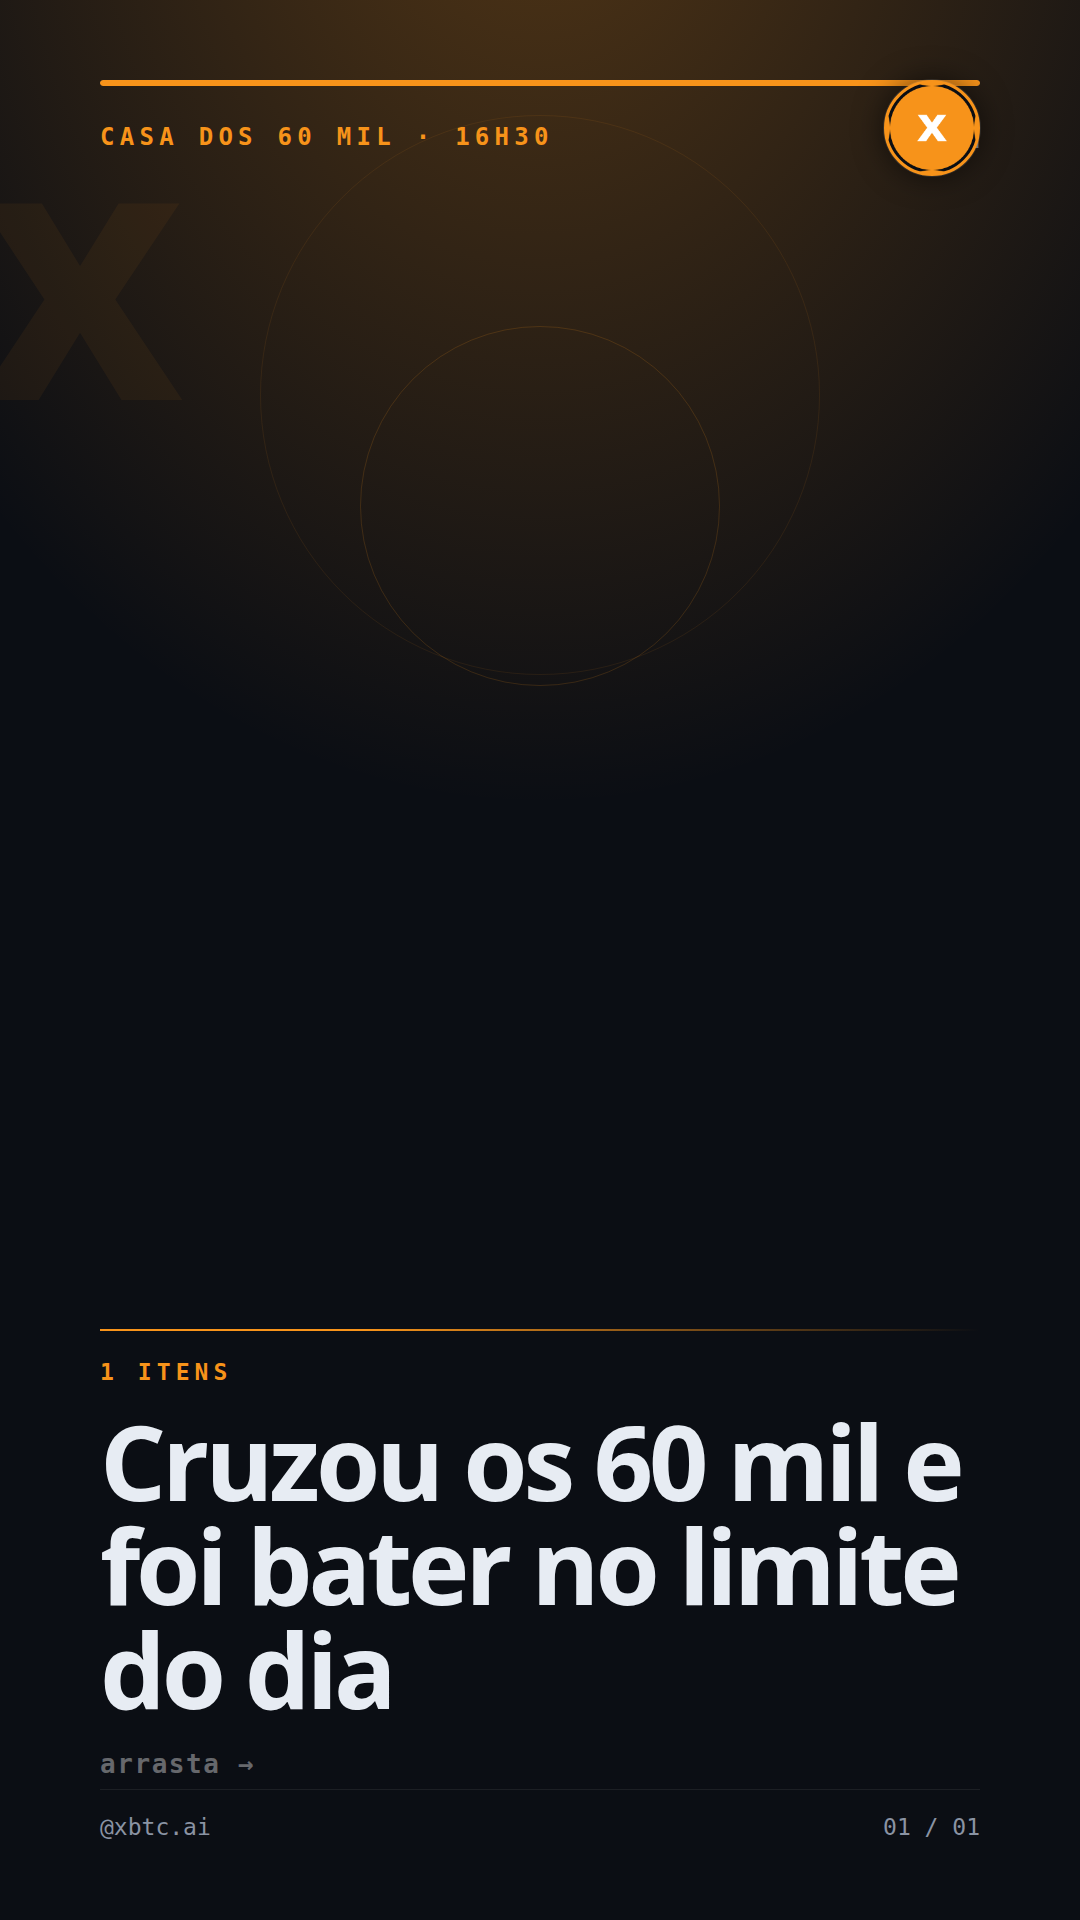 CASA DOS 60 MIL · 16H30
X
X
1 ITENS
Cruzou os 60 mil e
foi bater no limite
do dia
arrasta →
@xbtc.ai
01 / 01